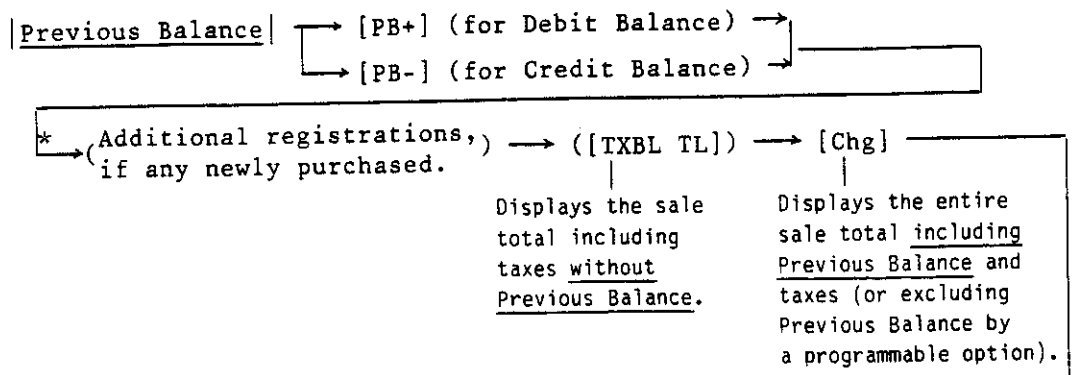 |Previous Balance| [PB+] (for Debit Balance)
[PB-] (for Credit Balance)
* (Additional registrations, if any newly purchased.) ([TXBL TL]) [Chg]
Displays the sale
total including
taxes without
Previous Balance.
Displays the entire
sale total including
Previous Balance and
taxes (or excluding
Previous Balance by
a programmable option).